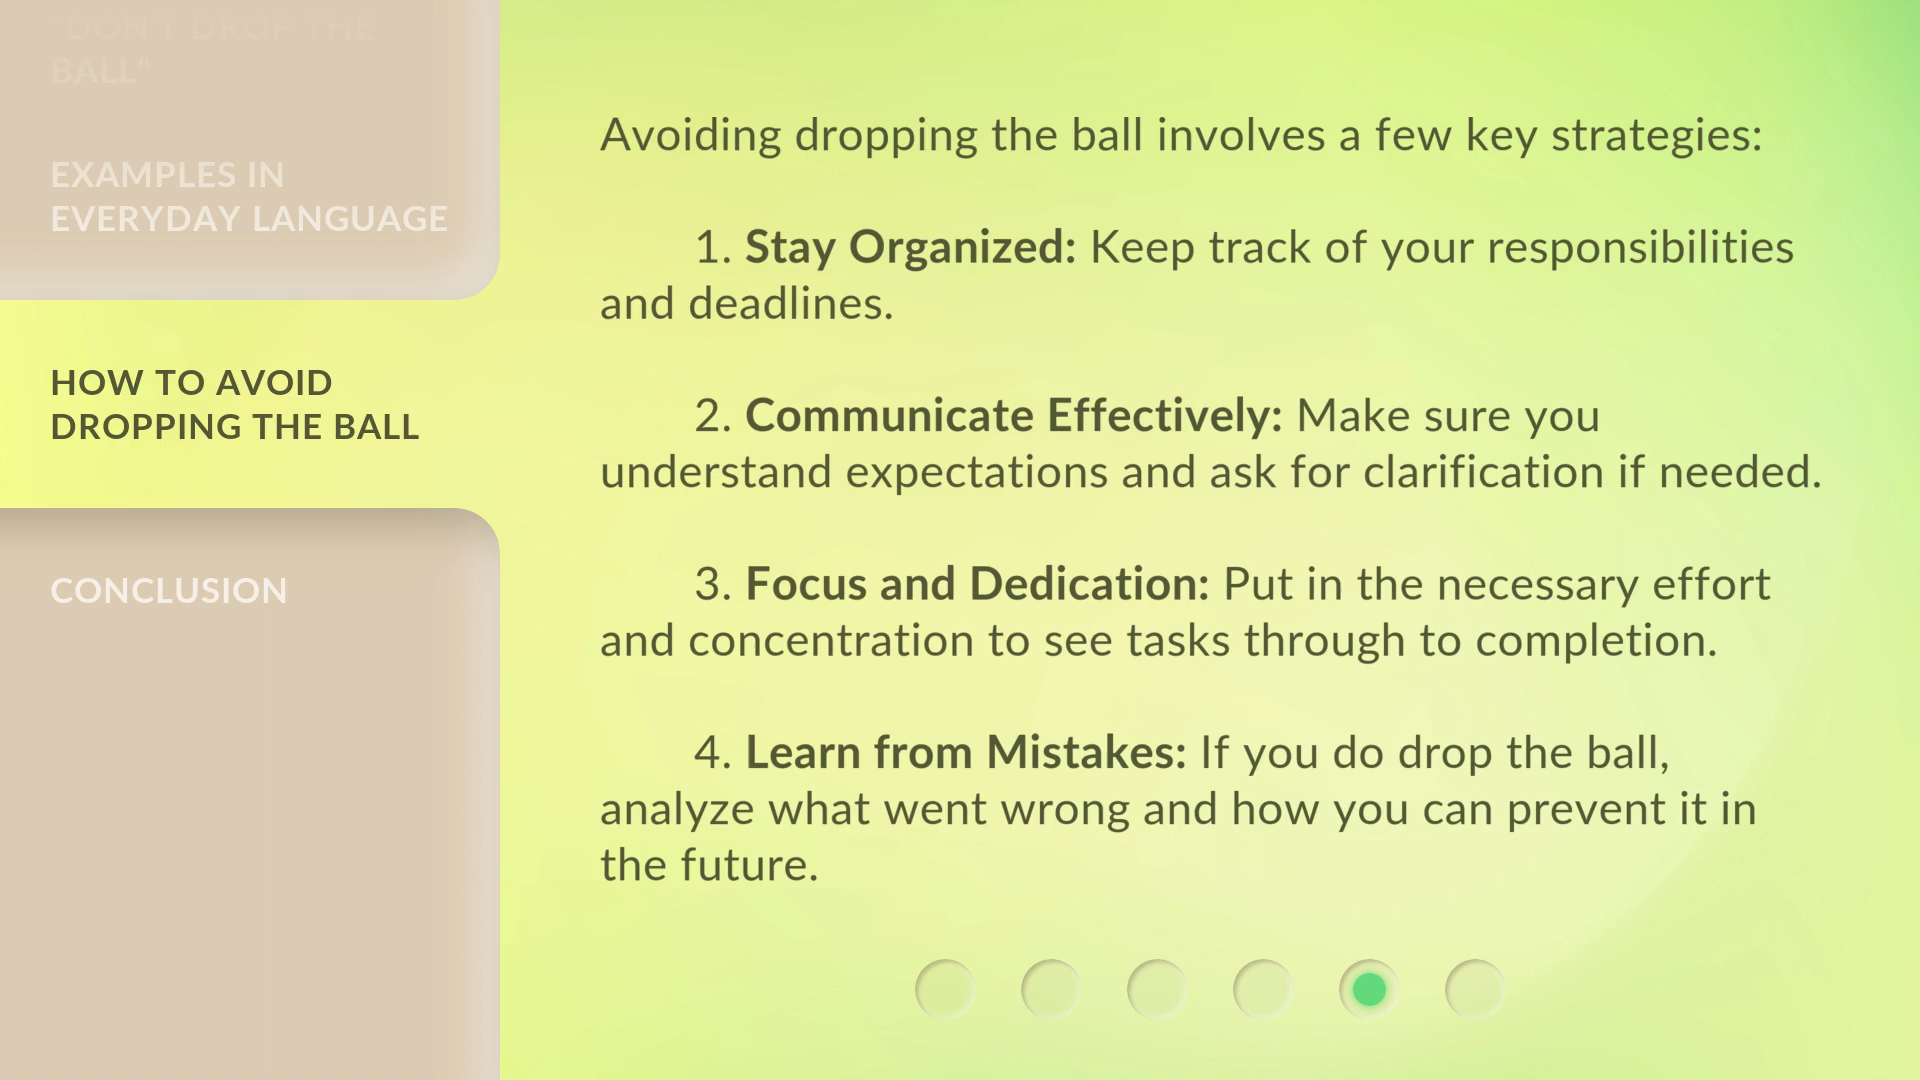 "DON'T DROP THE
BALL"
EXAMPLES IN
EVERYDAY LANGUAGE
HOW TO AVOID
DROPPING THE BALL
CONCLUSION
Avoiding dropping the ball involves a few key strategies:
1. Stay Organized: Keep track of your responsibilities
and deadlines.
2. Communicate Effectively: Make sure you
understand expectations and ask for clarification if needed.
3. Focus and Dedication: Put in the necessary effort
and concentration to see tasks through to completion.
4. Learn from Mistakes: If you do drop the ball,
analyze what went wrong and how you can prevent it in
the future.